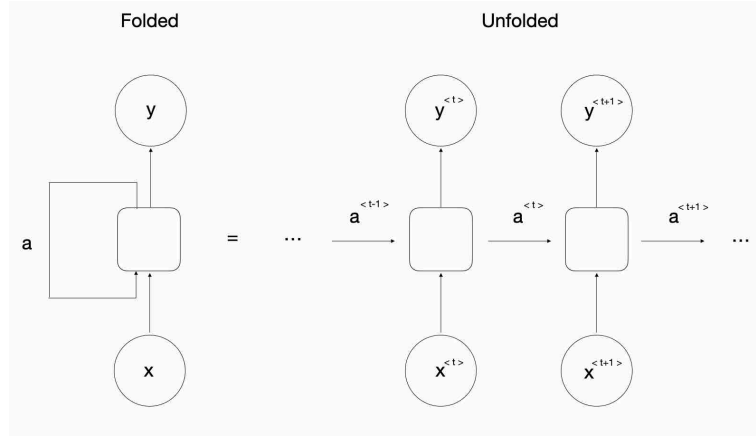 Folded
Unfolded
y
y<t>
y<t+1>
a
=
...
a<t-1>
a<t>
a<t+1>
...
x
x<t>
x<t+1>